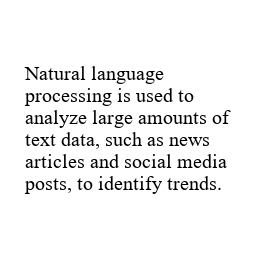 Natural language
processing is used to
analyze large amounts of
text data, such as news
articles and social media
posts, to identify trends.